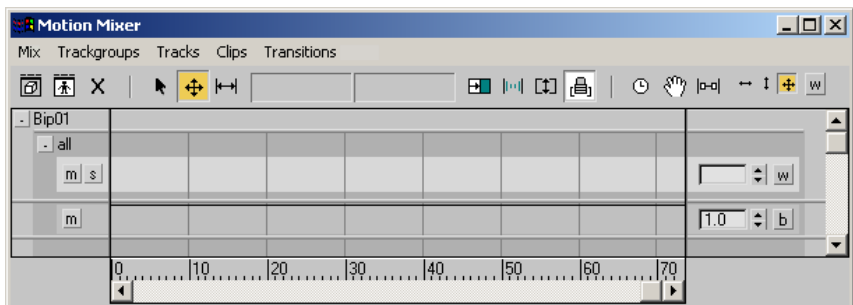 Motion Mixer
Mix Trackgroups Tracks Clips Transitions
w
Bip01
all
m s w
m 1.0 b
0 10 20 30 40 50 60 70